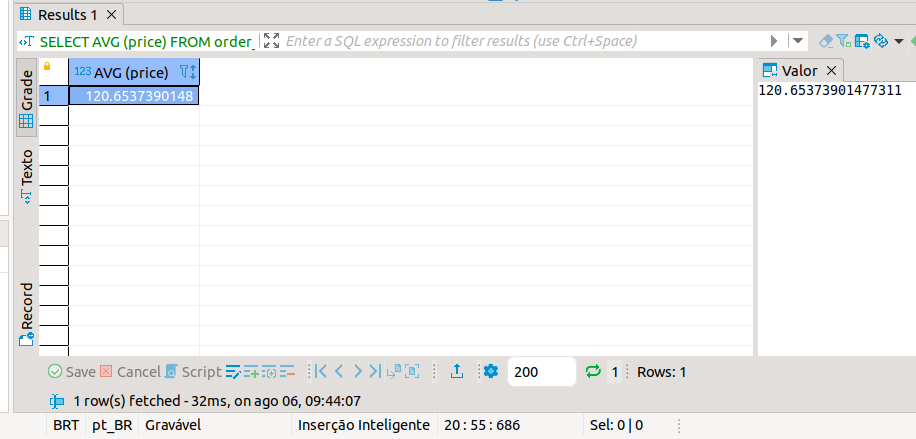 Results 1
SELECT AVG (price) FROM order_ Enter a SQL expression to filter results (use Ctrl+Space)
Grade
Texto
Record
123 AVG (price)
1 120.6537390148
Valor
120.65373901477311
Save Cancel Script 200 1 Rows: 1
1 row(s) fetched - 32ms, on ago 06, 09:44:07
BRT pt_BR Gravável Inserção Inteligente 20 : 55 : 686 Sel: 0 | 0